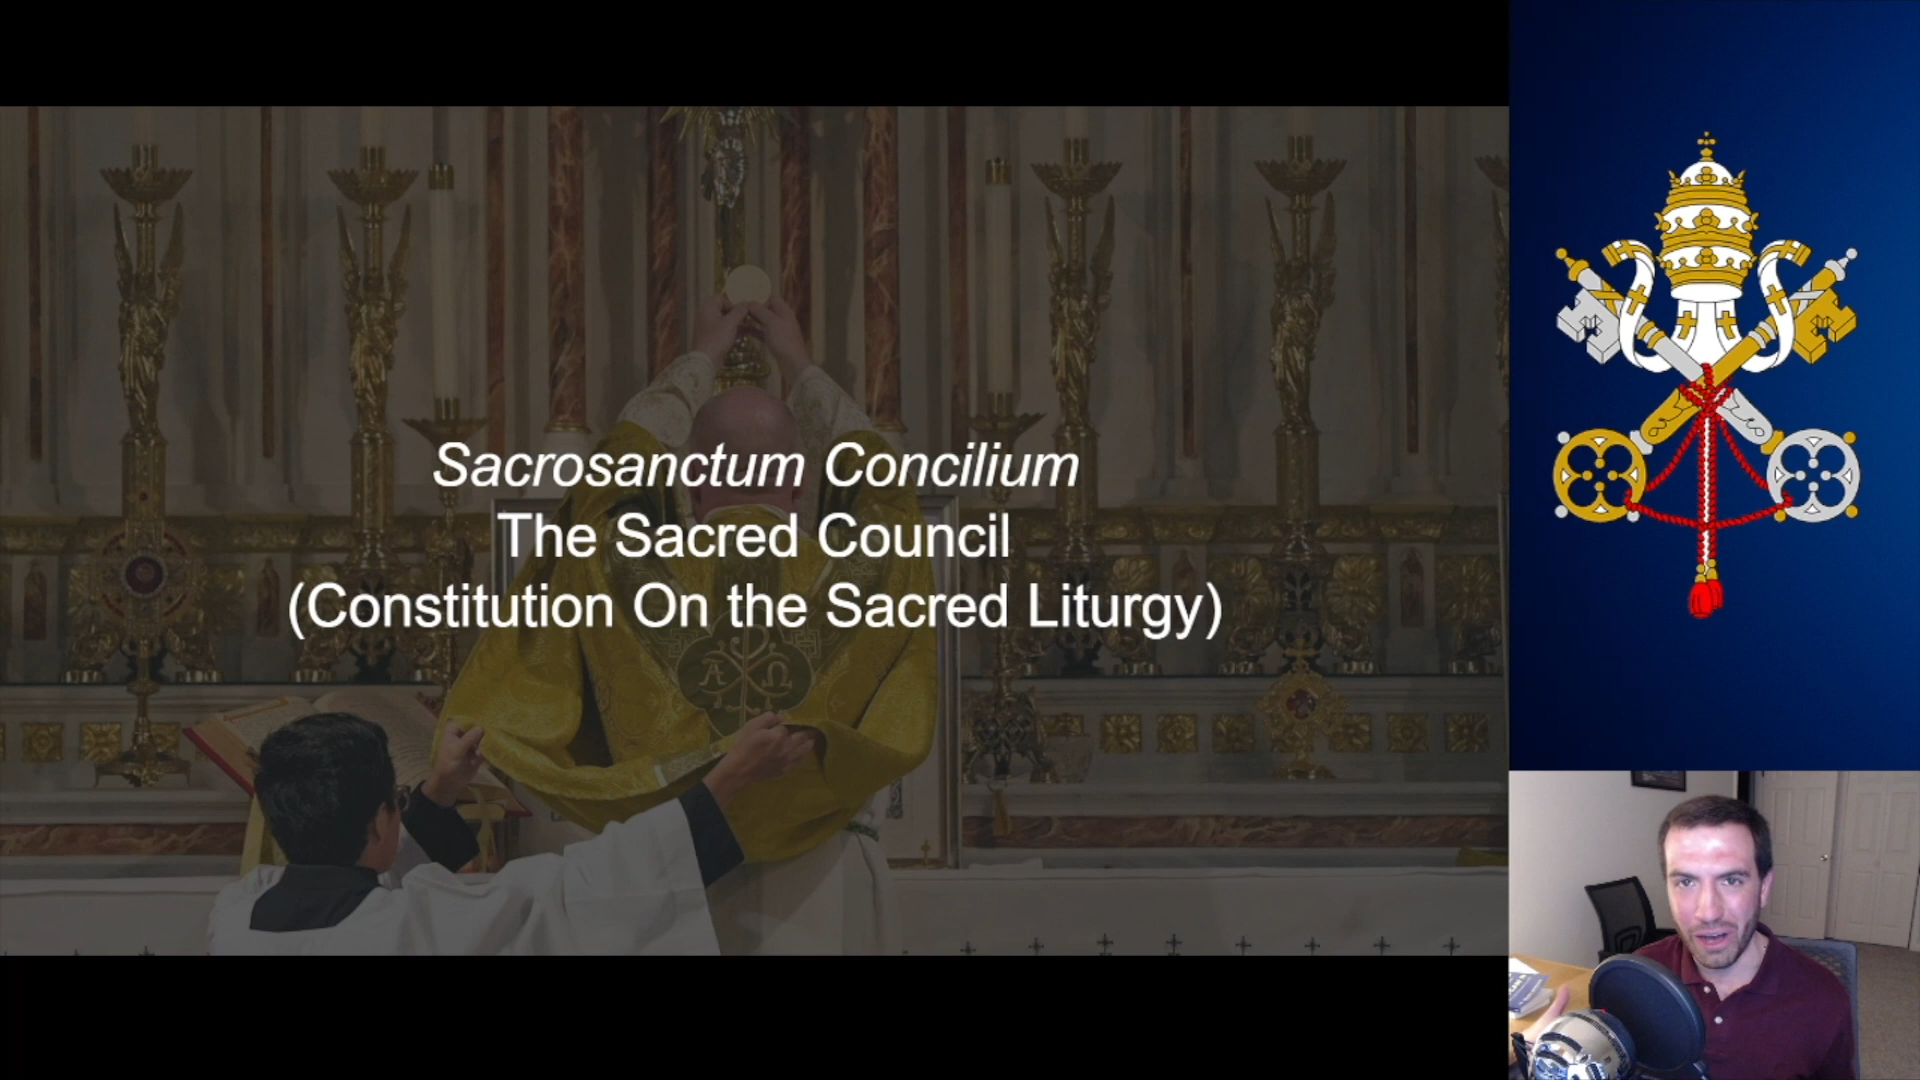 Sacrosanctum Concilium
The Sacred Council
(Constitution On the Sacred Liturgy)
Α Ω